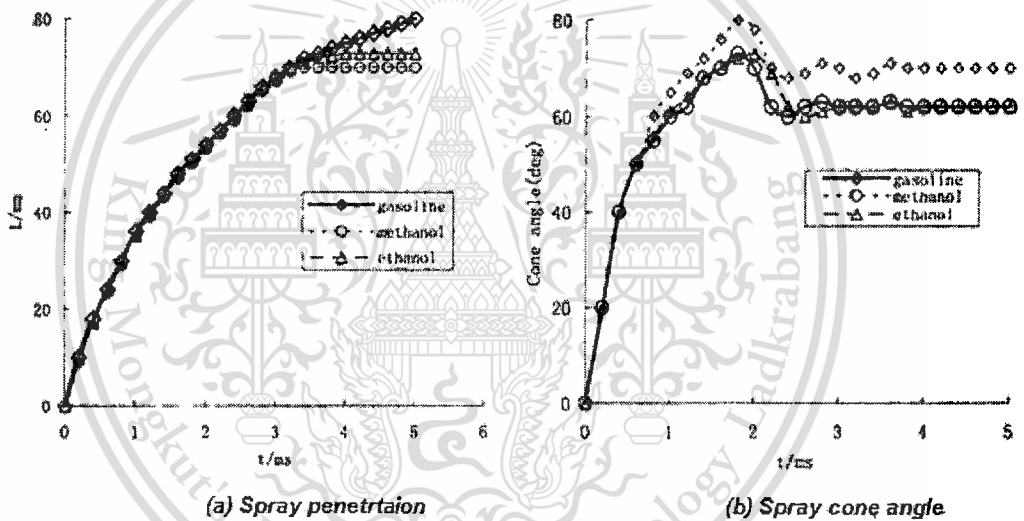 80
60
40
20
0
L/mm
gasoline
methanol
ethanol
0 1 2 3 4 5 6
t/ms
(a) Spray penetrtaion
80
60
40
20
0
Cone angle(deg)
gasoline
methanol
ethanol
0 1 2 3 4 5
t/ms
(b) Spray cone angle
King Mongkut's
Technology Ladkrabang